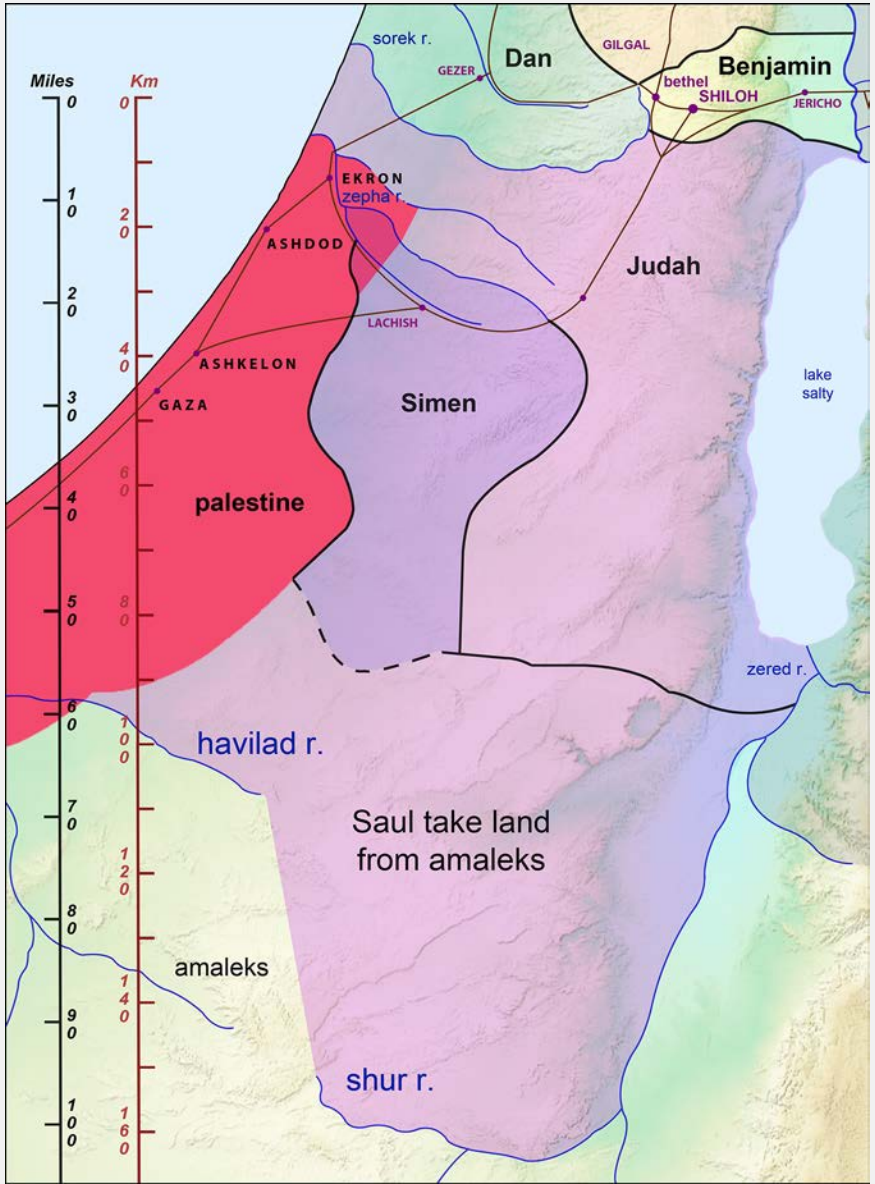 sorek r.
Dan
GILGAL
Benjamin
GEZER
bethel
SHILOH
JERICHO
Miles
Km
0
0
10
20
20
40
30
60
40
80
50
60
100
70
120
80
140
90
100
160
EKRON
zepha r.
ASHDOD
Judah
LACHISH
ASHKELON
GAZA
Simen
lake
salty
palestine
zered r.
havilad r.
Saul take land
from amaleks
amaleks
shur r.